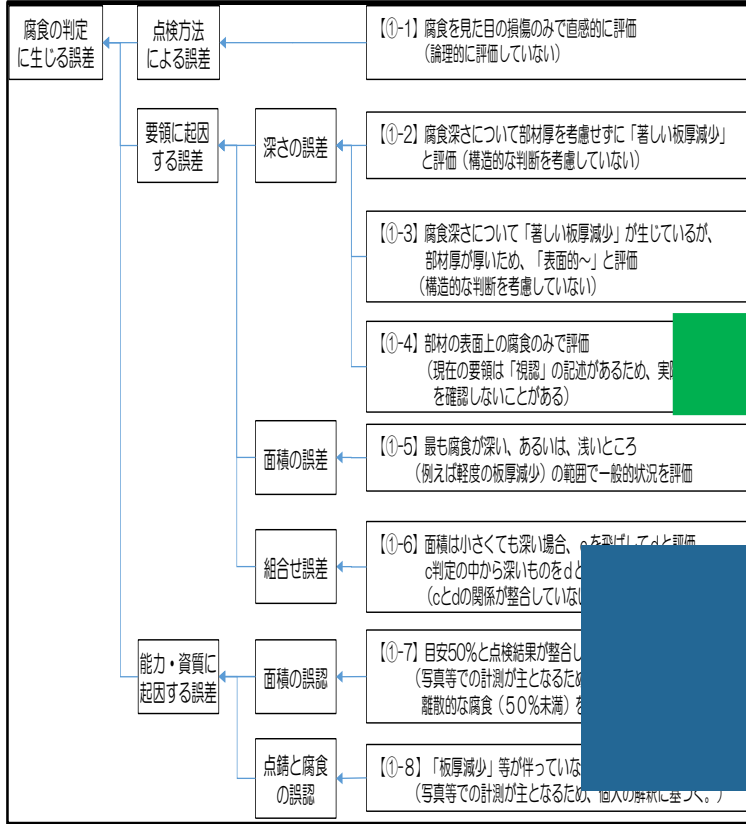 腐食の判定
に生じる誤差
点検方法
による誤差
【①-1】腐食を見た目の損傷のみで直感的に評価
（論理的に評価していない）
要領に起因
する誤差
深さの誤差
【①-2】腐食深さについて部材厚を考慮せずに「著しい板厚減少」
と評価（構造的な判断を考慮していない）
【①-3】腐食深さについて「著しい板厚減少」が生じているが、
部材厚が厚いため、「表面的～」と評価
（構造的な判断を考慮していない）
【①-4】部材の表面上の腐食のみで評価
（現在の要領は「視認」の記述があるため、実
を確認しないことがある）
面積の誤差
【①-5】最も腐食が深い、あるいは、浅いところ
（例えば軽度の板厚減少）の範囲で一般的状況を評価
組合せ誤差
【①-6】面積は小さくても深い場合、cを飛ばしてdと評価
c判定の中から深いものをdと
（cとdの関係が整合していない
能力・資質に
起因する誤差
面積の誤認
【①-7】目安50%と点検結果が整合し
（写真等での計測が主となるため
離散的な腐食（50%未満）を
点錆と腐食
の誤認
【①-8】「板厚減少」等が伴っていな
（写真等での計測が主となるため、個人の解釈に基づく。）